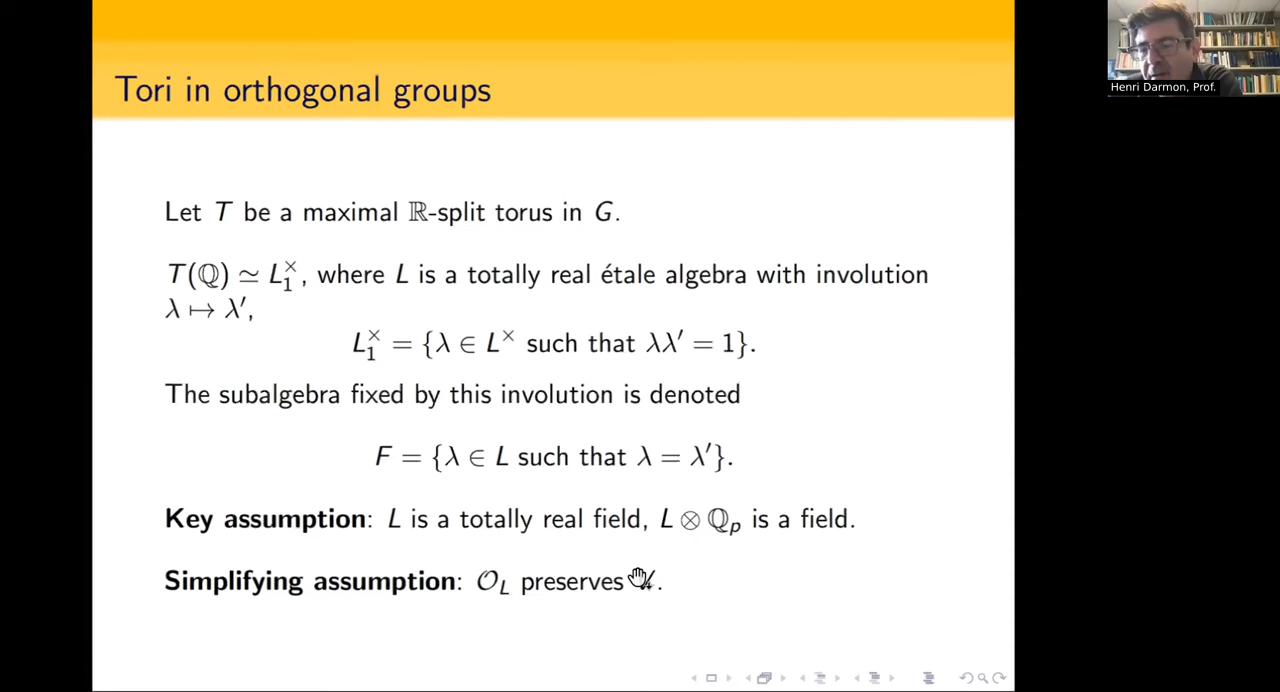 Henri Darmon, Prof.
Tori in orthogonal groups
Let T be a maximal ℝ-split torus in G.
T(ℚ) ≃ L₁^×, where L is a totally real étale algebra with involution
λ ↦ λ′,
L₁^× = {λ ∈ L^× such that λλ′ = 1}.
The subalgebra fixed by this involution is denoted
F = {λ ∈ L such that λ = λ′}.
Key assumption: L is a totally real field, L ⊗ ℚₚ is a field.
Simplifying assumption: 𝒪_L preserves .